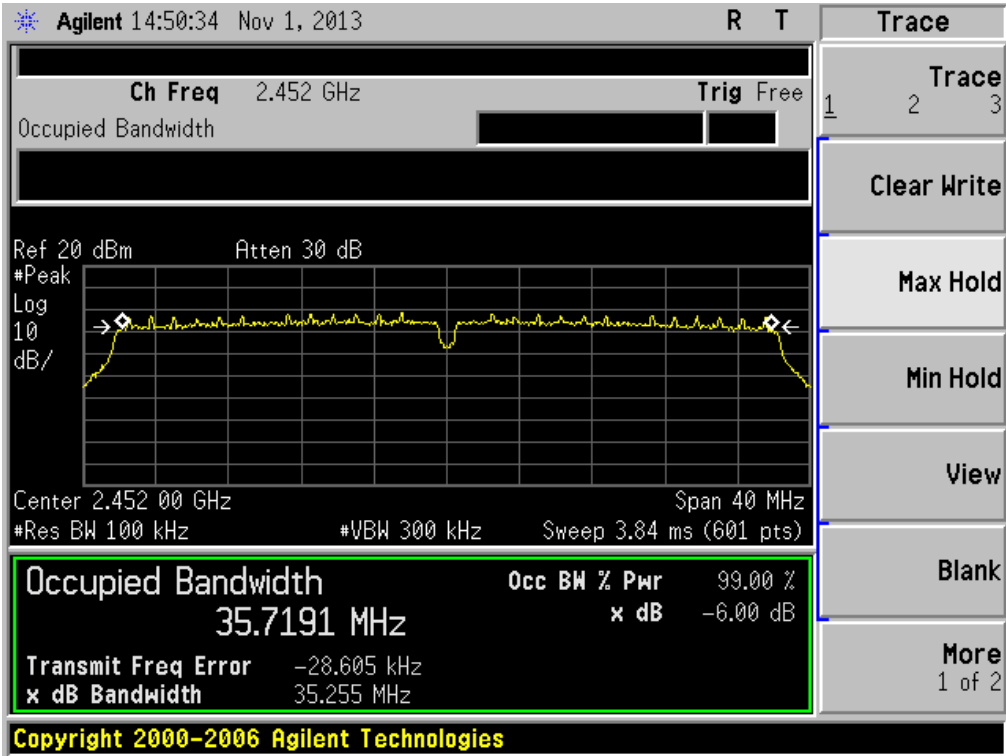 Agilent 14:50:34 Nov 1, 2013 R T
Trace
Ch Freq 2.452 GHz Trig Free
Occupied Bandwidth
Ref 20 dBm Atten 30 dB
#Peak
Log
10
dB/
Center 2.452 00 GHz Span 40 MHz
#Res BW 100 kHz #VBW 300 kHz Sweep 3.84 ms (601 pts)
Occupied Bandwidth
35.7191 MHz
Occ BW % Pwr 99.00 %
x dB -6.00 dB
Transmit Freq Error -28.605 kHz
x dB Bandwidth 35.255 MHz
Copyright 2000-2006 Agilent Technologies
Trace
1 2 3
Clear Write
Max Hold
Min Hold
View
Blank
More
1 of 2